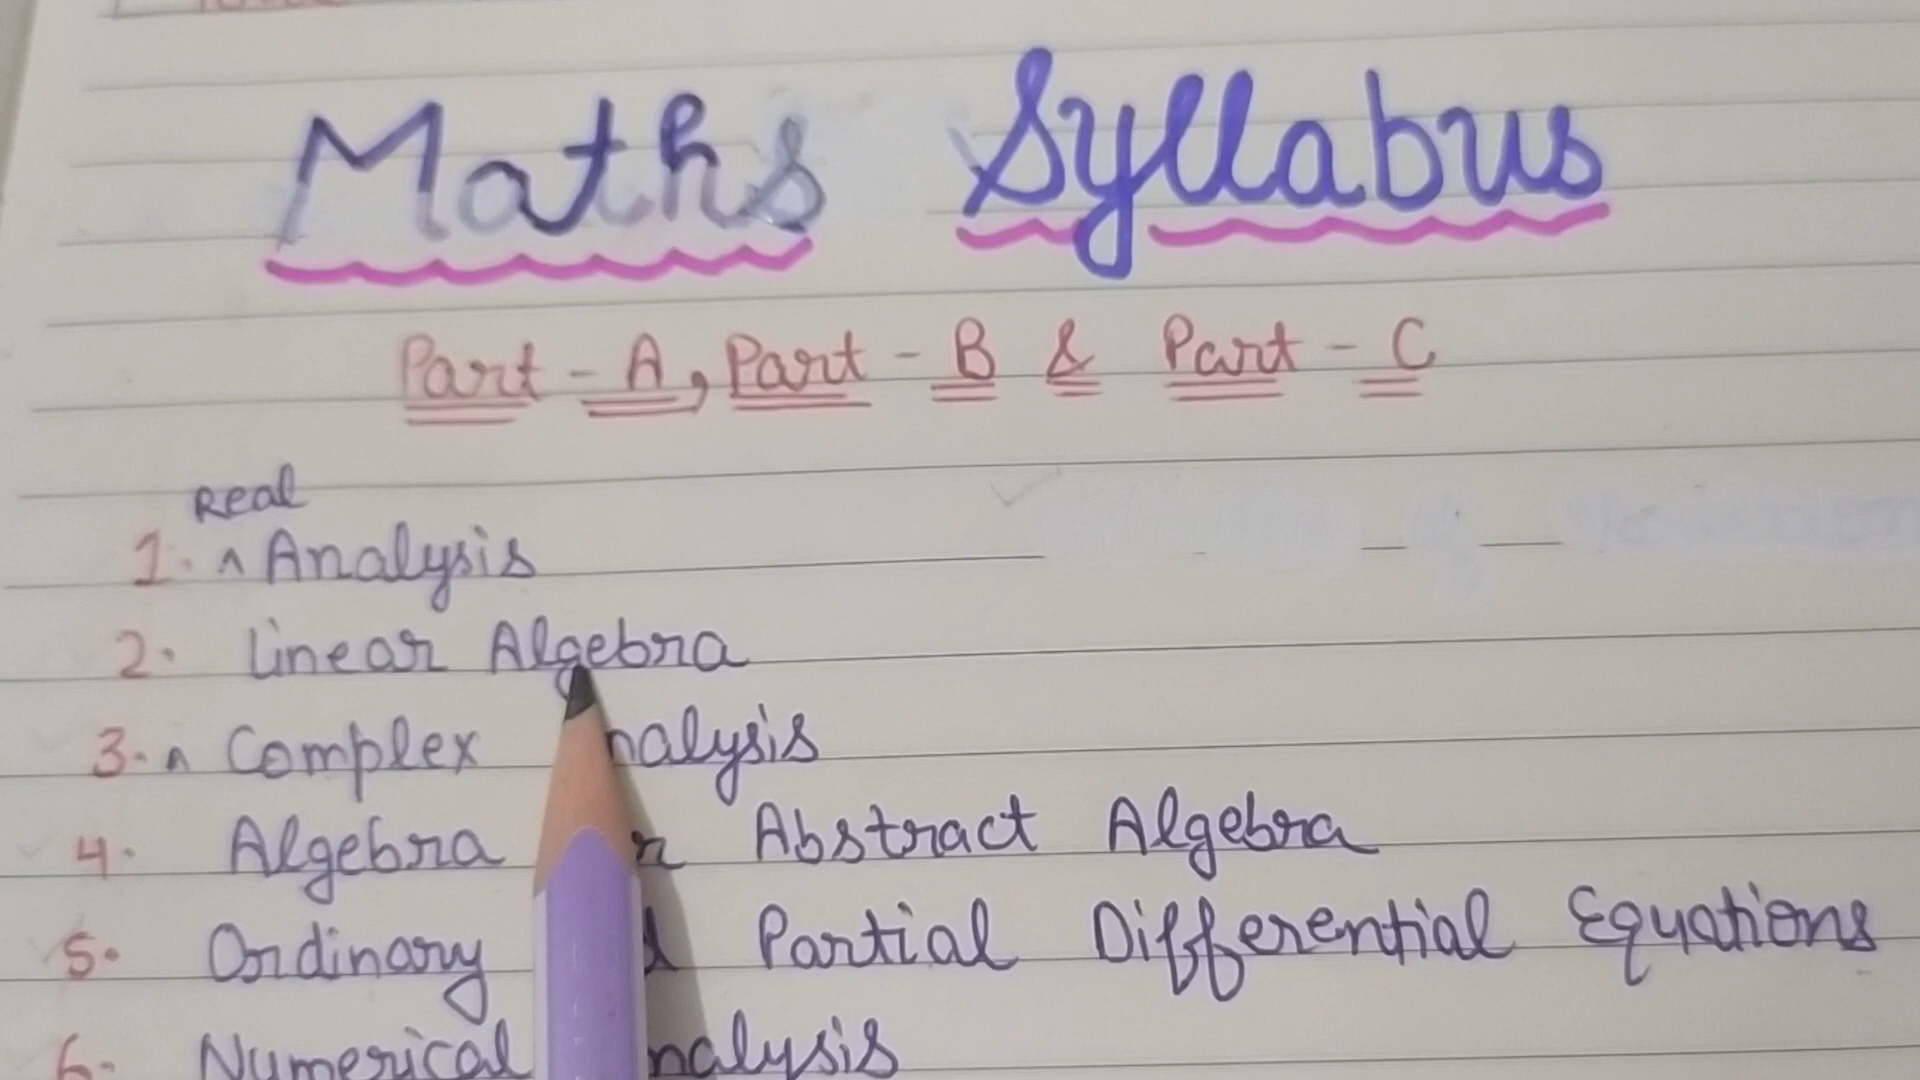 Maths Syllabus
Part - A, Part - B & Part - C
Real
1. ^ Analysis
2. Linear Algebra
3. ^ Complex nalysis
4. Algebra r Abstract Algebra
5. Ordinary d Partial Differential Equations
6. Numerical nalysis